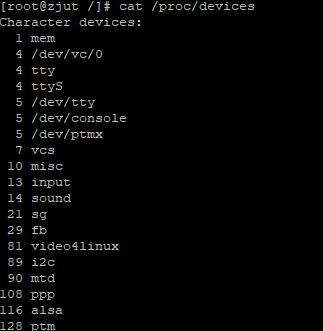 [root@zjut /]# cat /proc/devices
Character devices:
1 mem
4 /dev/vc/0
4 tty
4 ttyS
5 /dev/tty
5 /dev/console
5 /dev/ptmx
7 vcs
10 misc
13 input
14 sound
21 sg
29 fb
81 video4linux
89 i2c
90 mtd
108 ppp
116 alsa
128 ptm